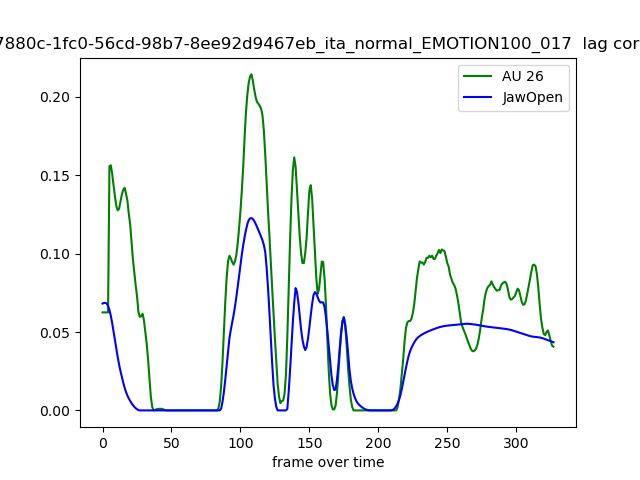 7880c-1fc0-56cd-98b7-8ee92d9467eb_ita_normal_EMOTION100_017 lag cor
AU 26
JawOpen
0.20
0.15
0.10
0.05
0.00
0 50 100 150 200 250 300
frame over time